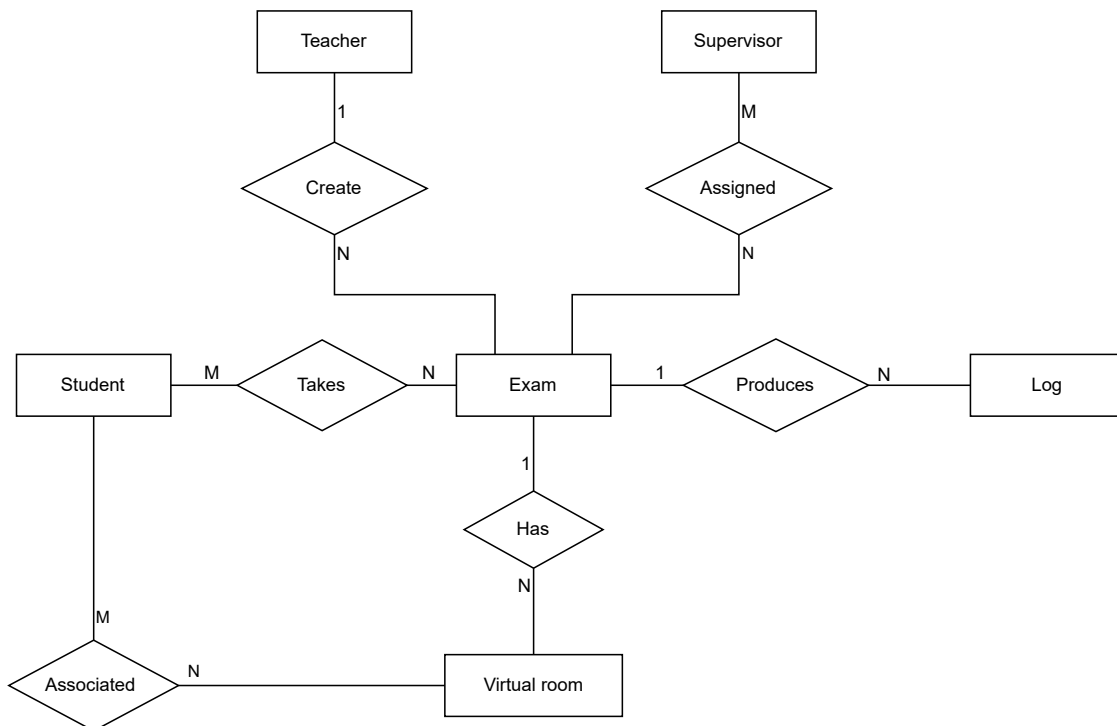 Teacher
Supervisor
1
M
Create
Assigned
N
N
Student
M
Takes
N
Exam
1
Produces
N
Log
1
Has
N
M
Associated
N
Virtual room